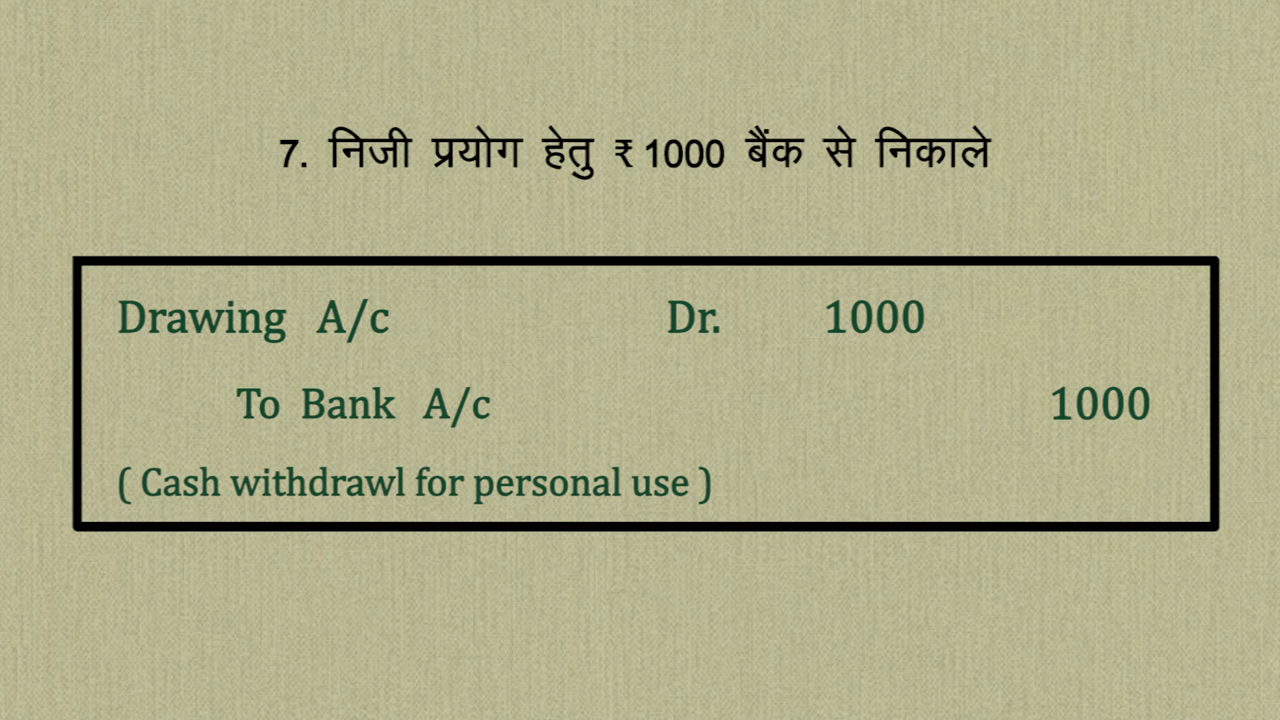 7. निजी प्रयोग हेतु ₹ 1000 बैंक से निकाले
Drawing A/c Dr. 1000
To Bank A/c 1000
( Cash withdrawl for personal use )